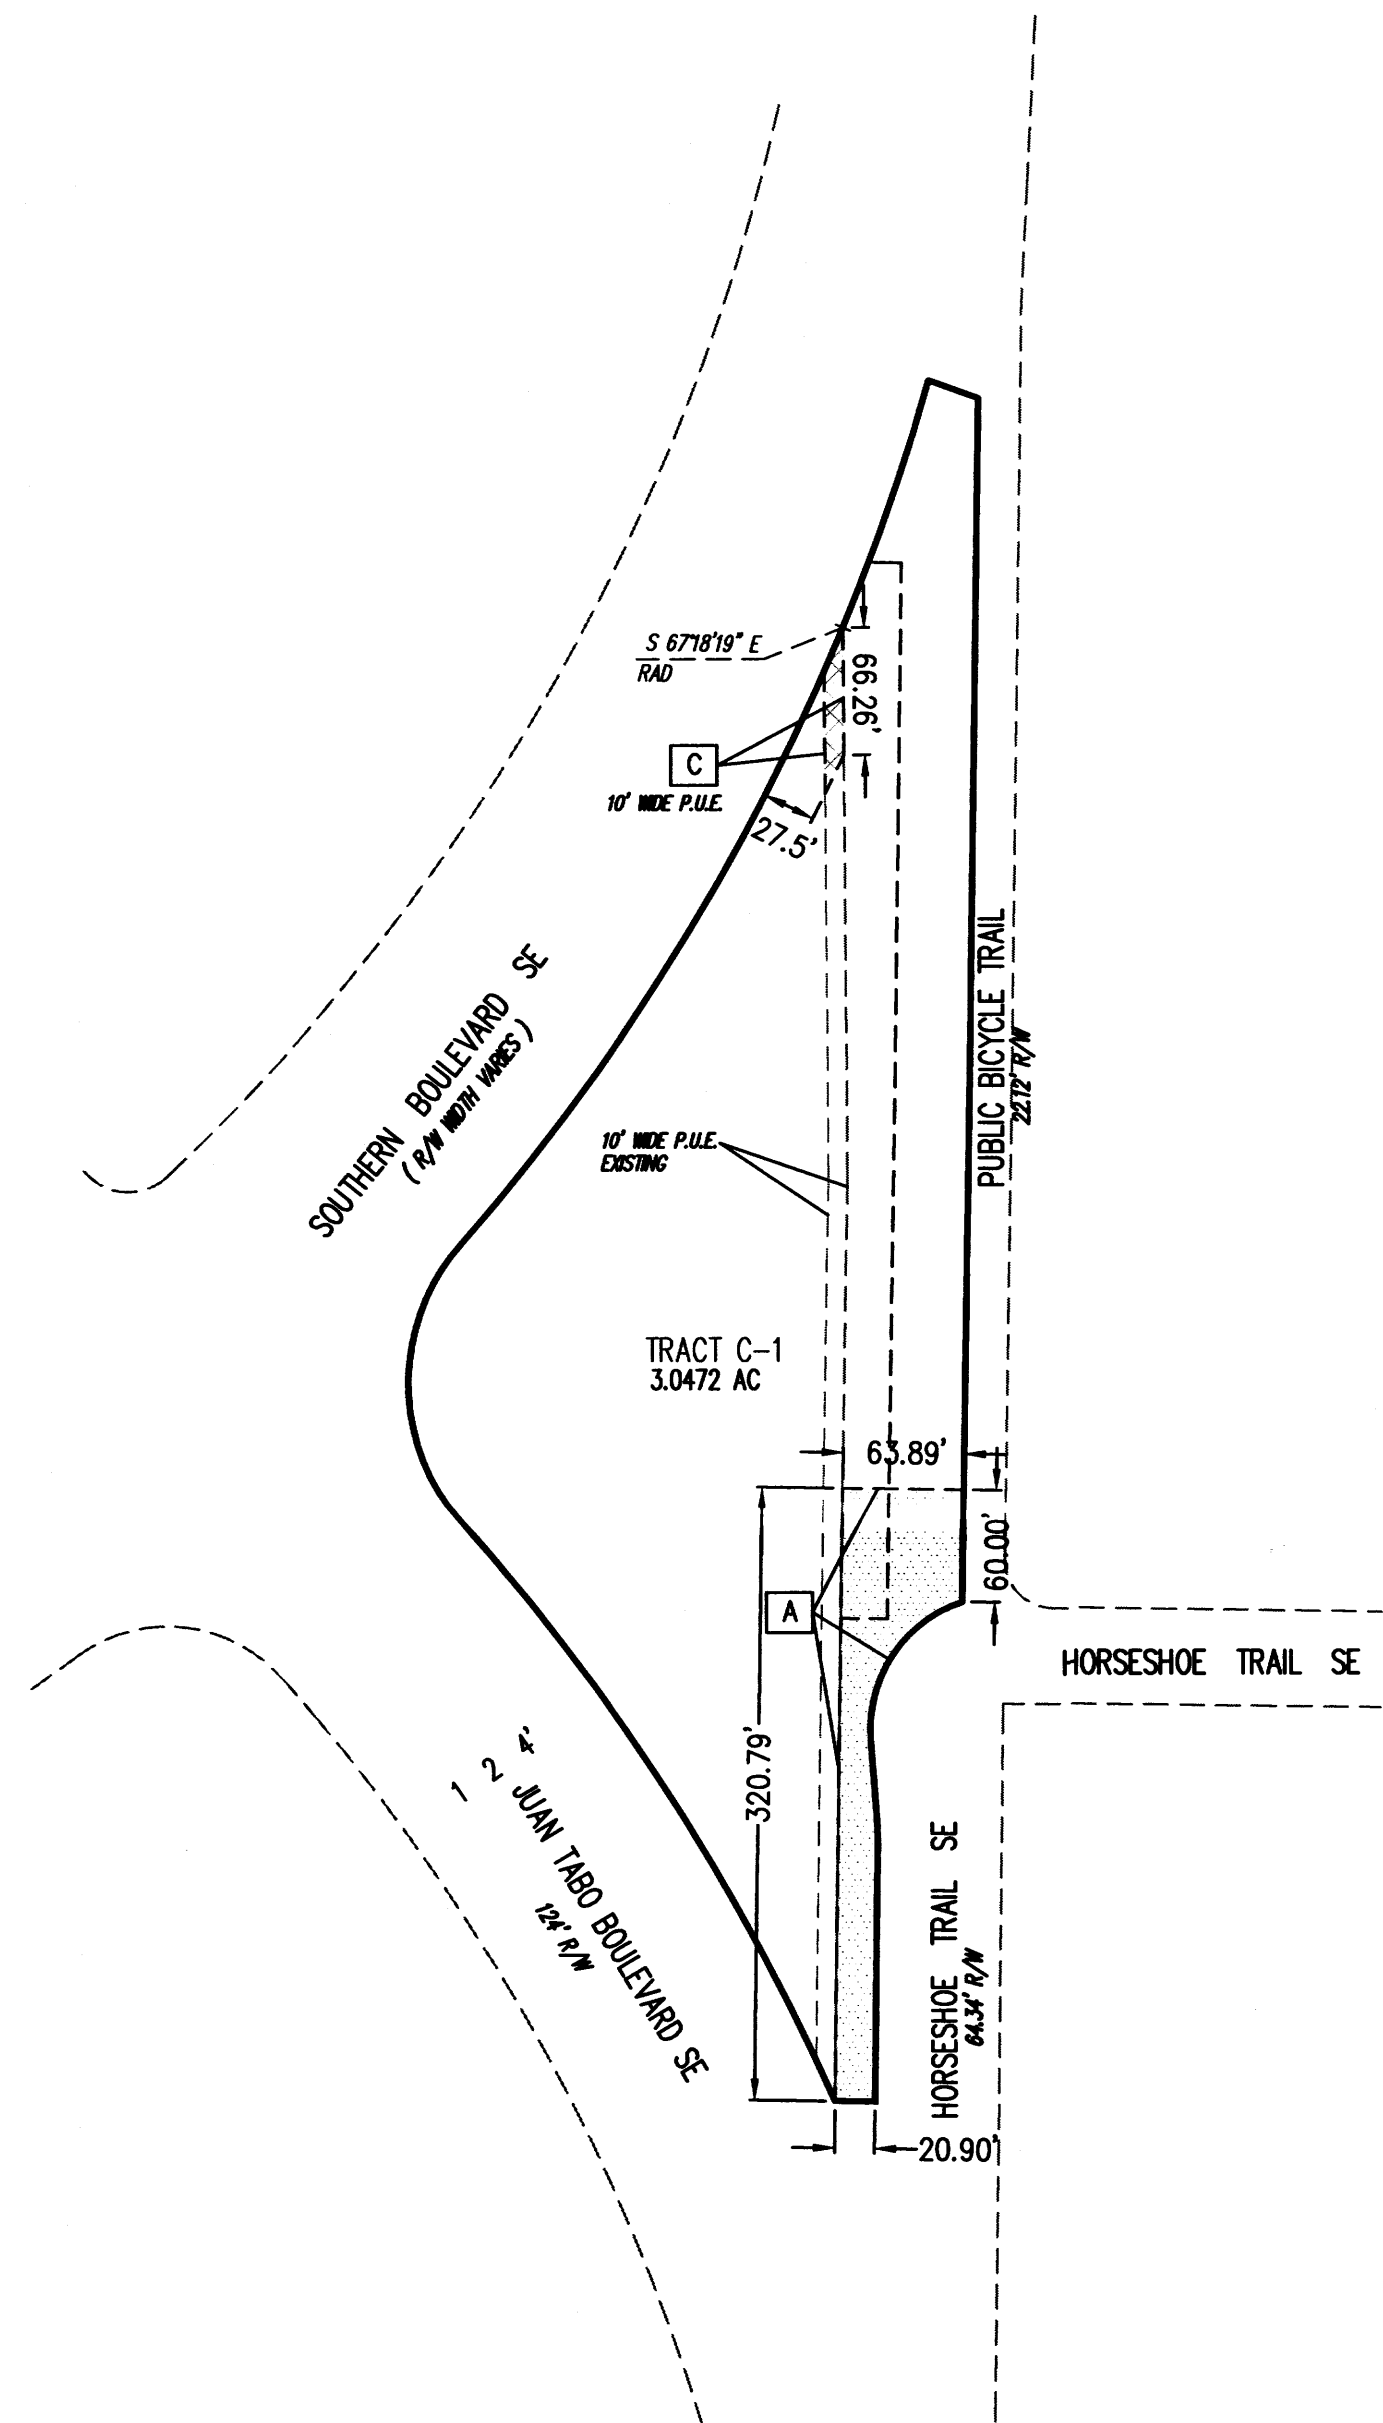 S 67°18'19" E
RAD
66.26'
C
10' WIDE P.U.E.
27.5'
SOUTHERN BOULEVARD SE
( R/W WIDTH VARIES )
PUBLIC BICYCLE TRAIL
22.12' R/W
10' WIDE P.U.E.
EXISTING
TRACT C-1
3.0472 AC
63.89'
60.00'
A
HORSESHOE TRAIL SE
320.79'
1 2 4'
JUAN TABO BOULEVARD SE
124' R/W
HORSESHOE TRAIL SE
64.34' R/W
20.90'